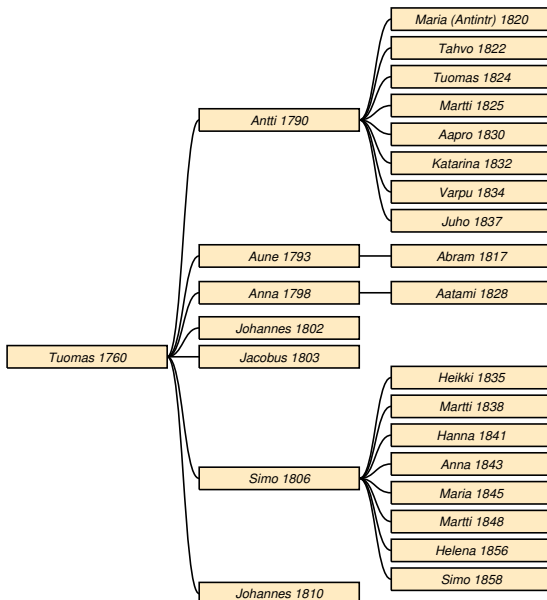 Maria (Antintr) 1820
Tahvo 1822
Tuomas 1824
Martti 1825
Antti 1790
Aapro 1830
Katarina 1832
Varpu 1834
Juho 1837
Aune 1793
Abram 1817
Anna 1798
Aatami 1828
Johannes 1802
Tuomas 1760
Jacobus 1803
Heikki 1835
Martti 1838
Hanna 1841
Anna 1843
Simo 1806
Maria 1845
Martti 1848
Helena 1856
Simo 1858
Johannes 1810